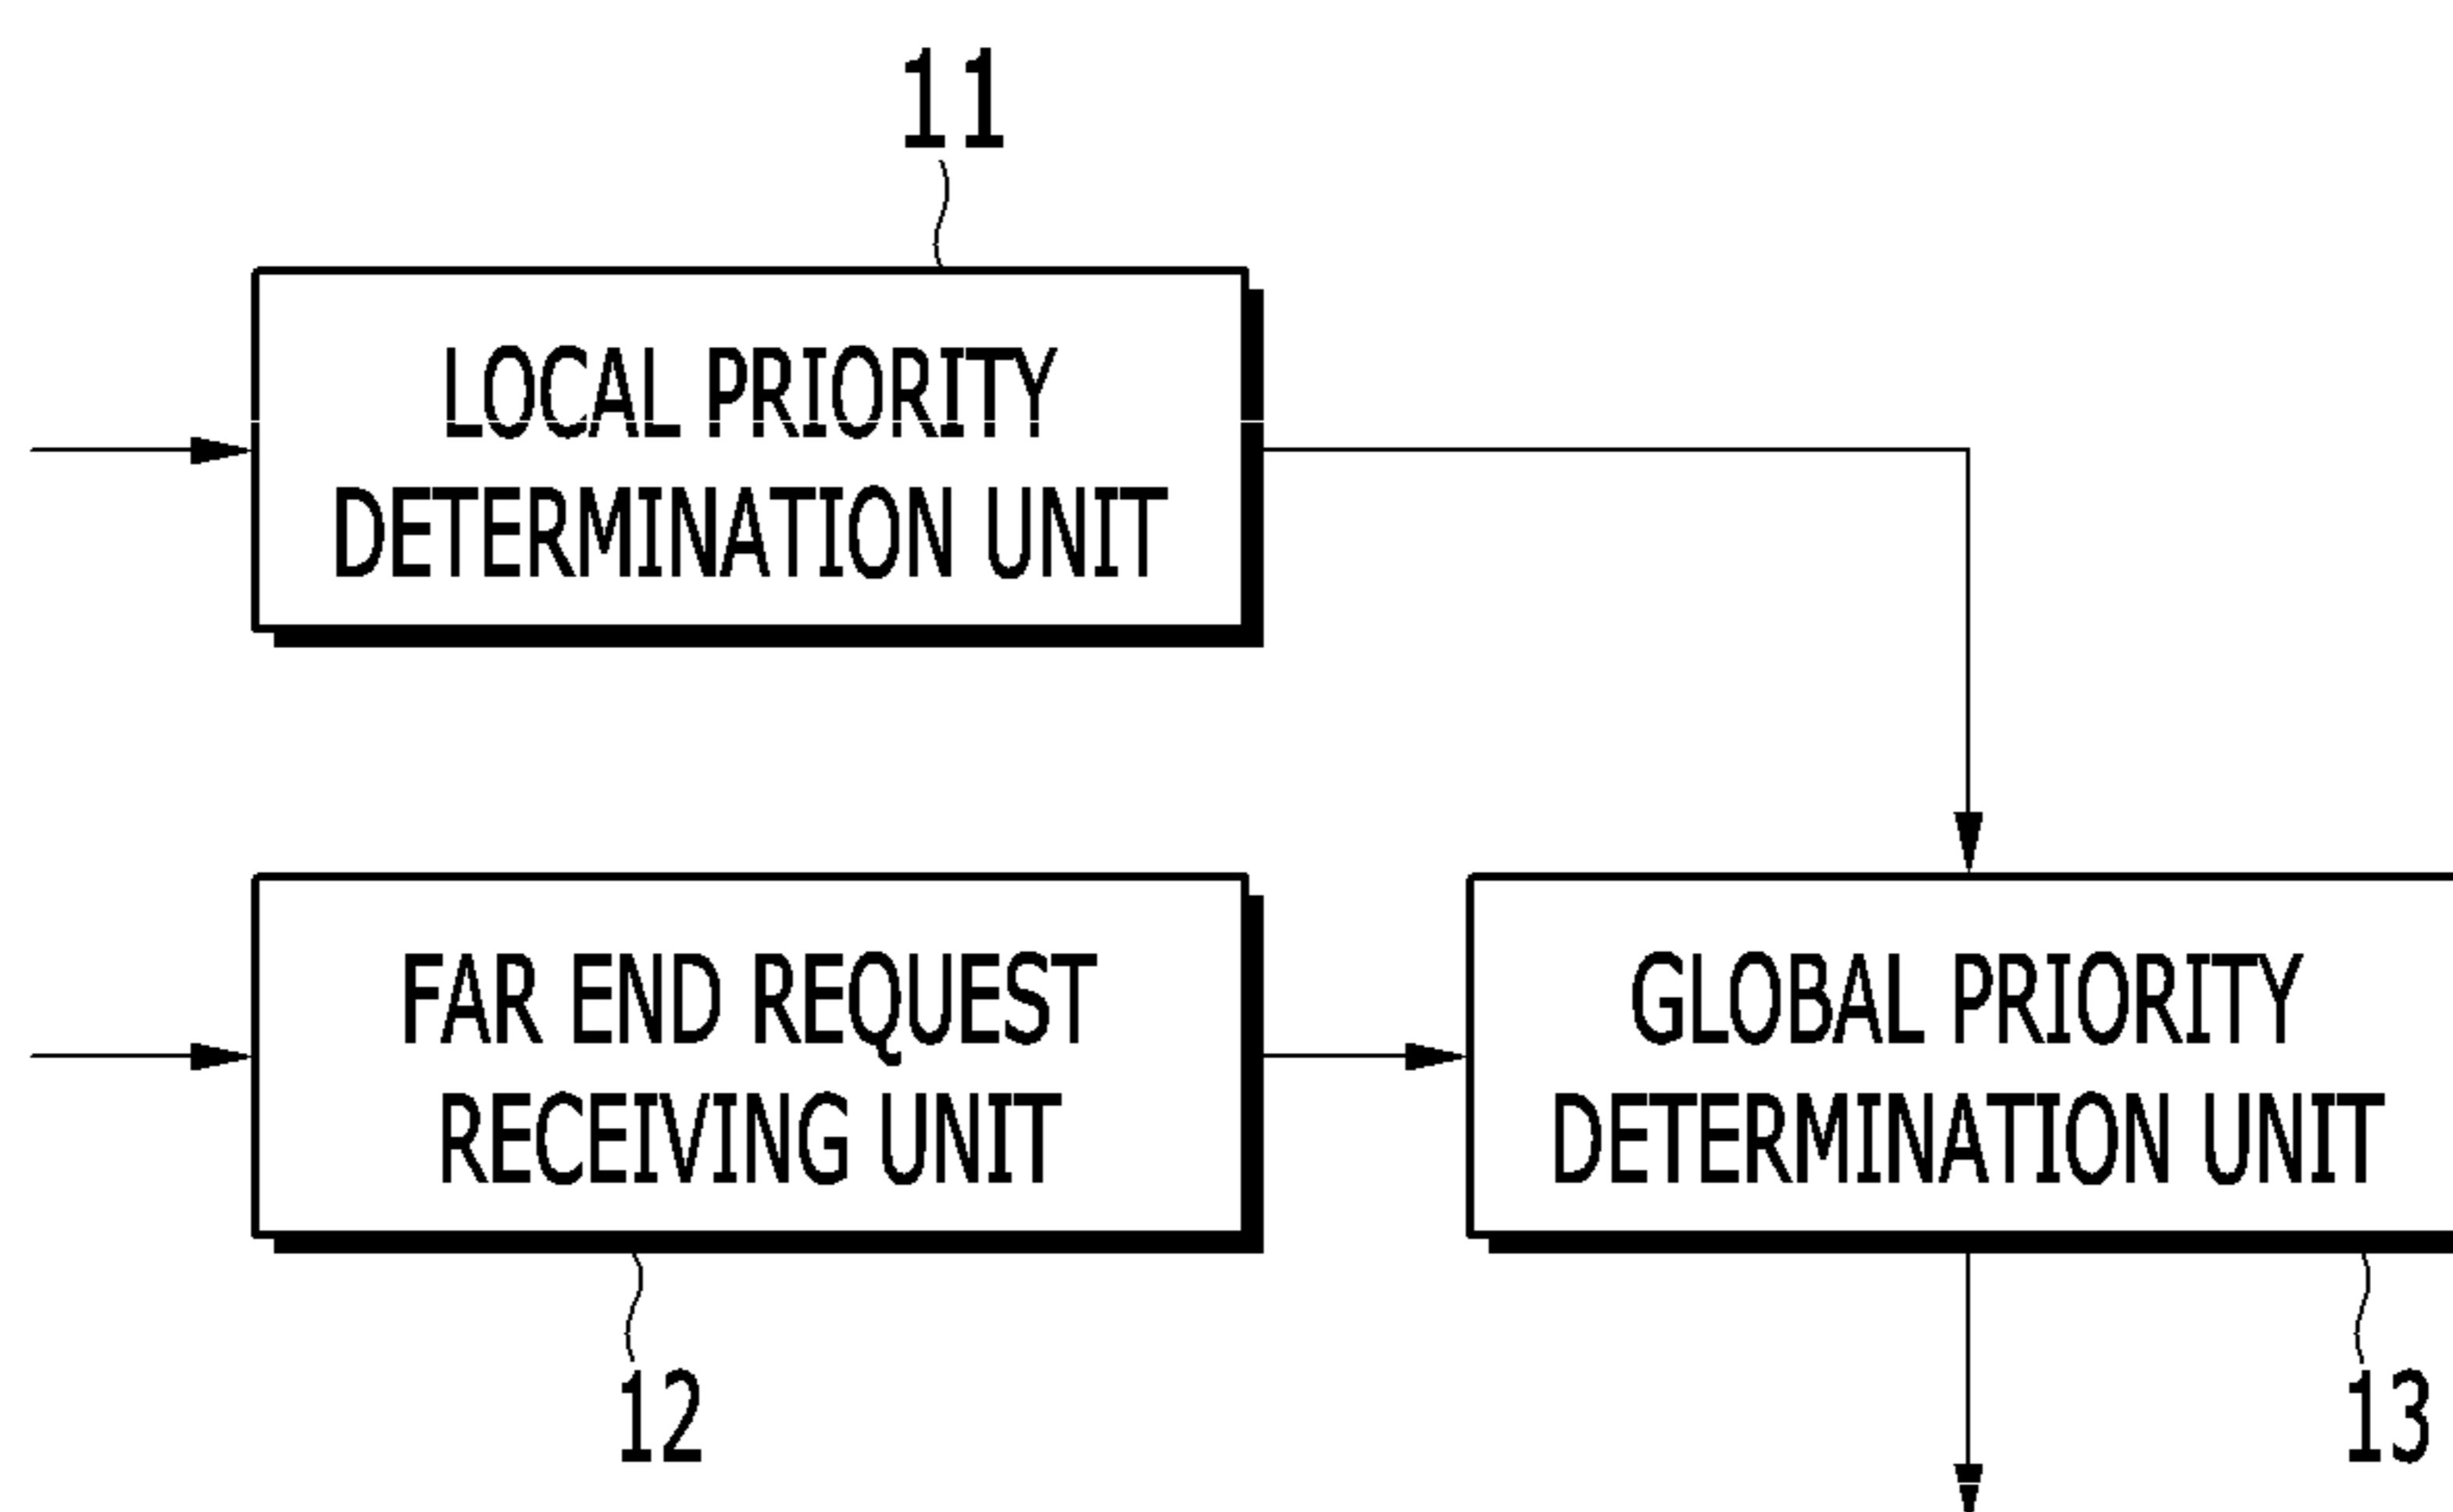 11
LOCAL PRIORITY
DETERMINATION UNIT
FAR END REQUEST
RECEIVING UNIT
GLOBAL PRIORITY
DETERMINATION UNIT
12
13